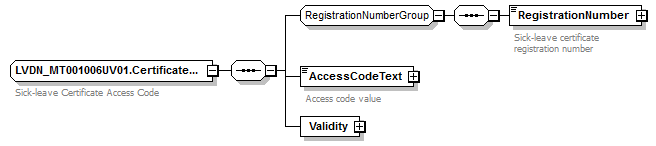 RegistrationNumberGroup
RegistrationNumber
Sick-leave certificate
registration number
LVDN_MT001006UV01.Certificate...
Sick-leave Certificate Access Code
AccessCodeText
Access code value
Validity